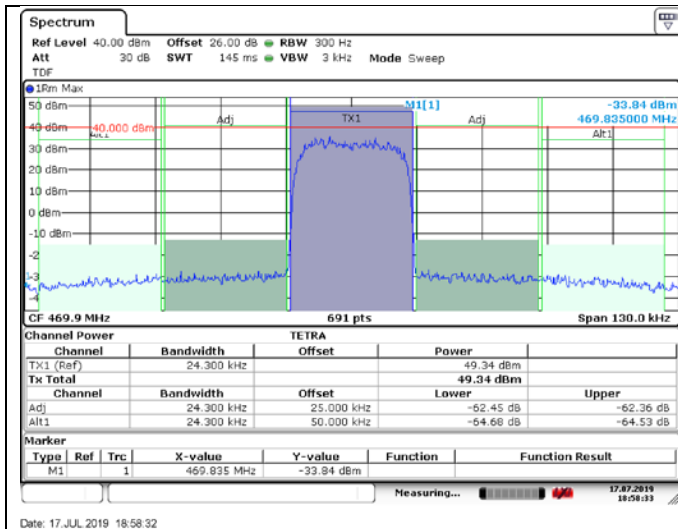 Spectrum
Ref Level 40.00 dBm Offset 26.00 dB RBW 300 Hz
Att 30 dB SWT 145 ms VBW 3 kHz Mode Sweep
TDF
1Rm Max
50 dBm M1[1] -33.84 dBm
Adj TX1 Adj 469.835000 MHz
40 dBm 40.000 dBm
Alt1 Alt1
30 dBm
20 dBm
10 dBm
0 dBm
-10 dBm
CF 469.9 MHz 691 pts Span 130.0 kHz
Channel Power TETRA
Channel Bandwidth Offset Power
TX1 (Ref) 24.300 kHz 49.34 dBm
Tx Total 49.34 dBm
Channel Bandwidth Offset Lower Upper
Adj 24.300 kHz 25.000 kHz -62.45 dB -62.36 dB
Alt1 24.300 kHz 50.000 kHz -64.68 dB -64.53 dB
Marker
Type Ref Trc X-value Y-value Function Function Result
M1 1 469.835 MHz -33.84 dBm
Measuring... 17.07.2019
18:58:33
Date: 17.JUL.2019 18:58:32